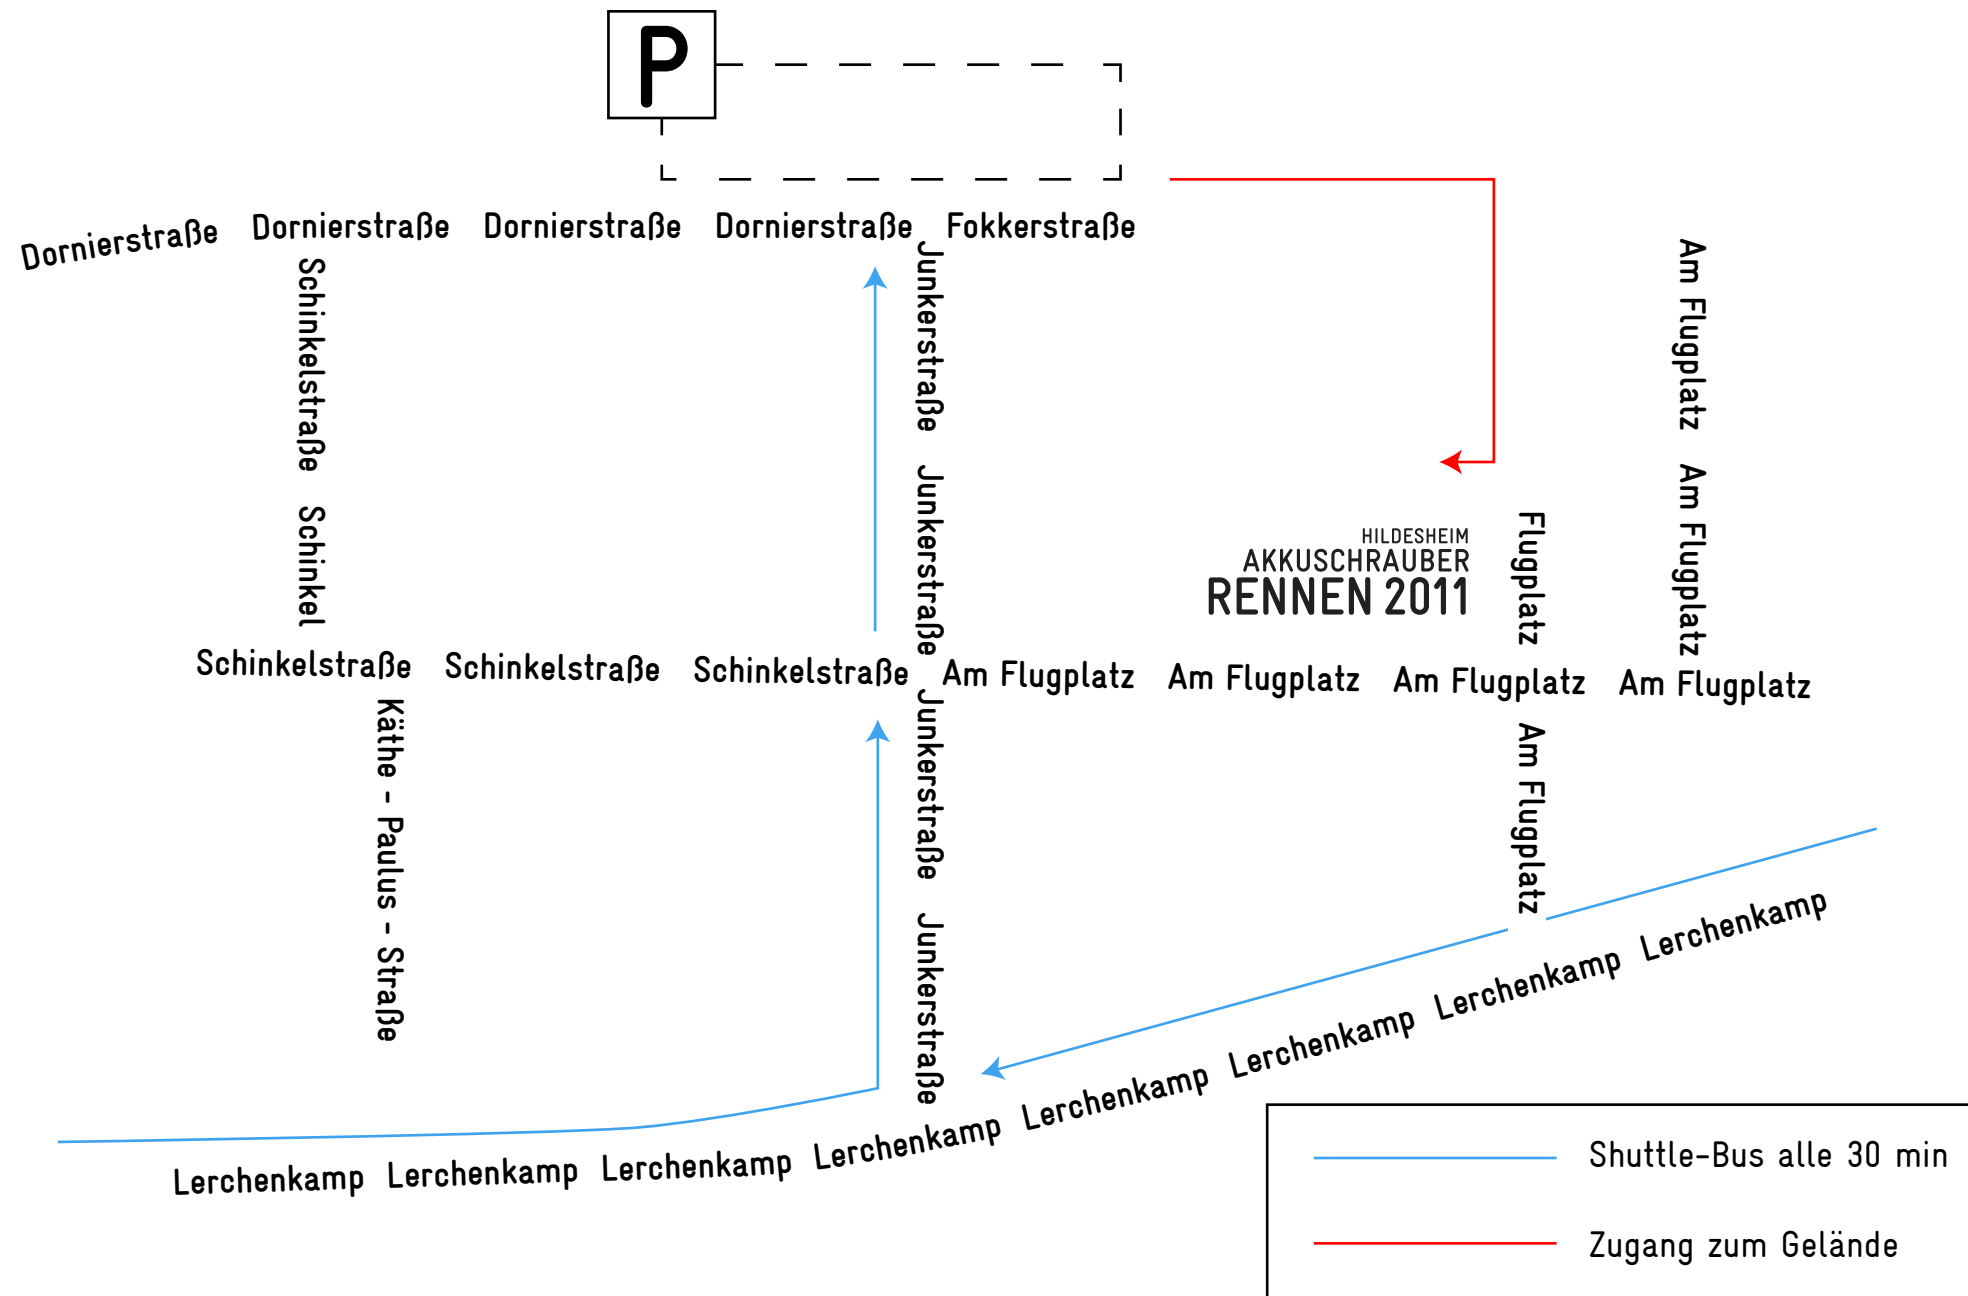 P
Dornierstraße Dornierstraße Dornierstraße Dornierstraße Fokkerstraße
Schinkelstraße Schinkel
Junkerstraße Junkerstraße Junkerstraße Junkerstraße
Am Flugplatz Am Flugplatz
HILDESHEIM
AKKUSCHRAUBER
RENNEN 2011
Flugplatz
Schinkelstraße Schinkelstraße Schinkelstraße Am Flugplatz Am Flugplatz Am Flugplatz Am Flugplatz
Käthe - Paulus - Straße
Am Flugplatz
Lerchenkamp Lerchenkamp Lerchenkamp Lerchenkamp Lerchenkamp Lerchenkamp Lerchenkamp Lerchenkamp
Shuttle-Bus alle 30 min
Zugang zum Gelände